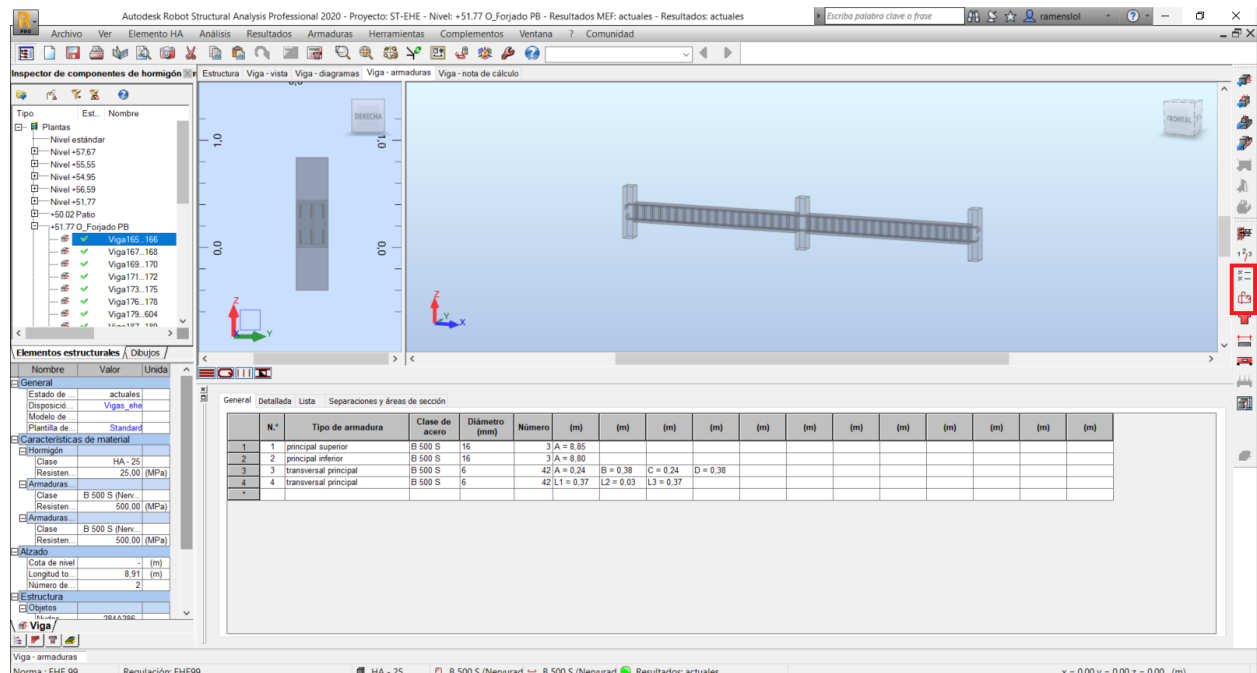 Autodesk Robot Structural Analysis Professional 2020 - Proyecto: ST-EHE - Nivel: +51.77 O_Forjado PB - Resultados MEF: actuales - Resultados: actuales
Escriba palabra clave o frase
ramenslol
PRO
Archivo Ver Elemento HA Análisis Resultados Armaduras Herramientas Complementos Ventana ? Comunidad
Inspector de componentes de hormigón
Estructura Viga - vista Viga - diagramas Viga - armaduras Viga - nota de cálculo
Tipo Est.. Nombre
Plantas
Nivel estándar
Nivel +57,67
Nivel +55,55
Nivel +54,95
Nivel +56,59
Nivel +51,77
+50.02 Patio
+51.77 O_Forjado PB
Viga165..166
Viga167..168
Viga169..170
Viga171..172
Viga173..175
Viga176..178
Viga179..604
Viga187..189
Elementos estructurales Dibujos
DERECHA
1,0 1,0
0,0 0,0
Z
X Y
FRONTAL
Z
Y X
1 2/3
Nombre Valor Unida
General
Estado de ... actuales
Disposició... Vigas_ehe
Modelo de ...
Plantilla de... Standard
Características de material
Hormigón
Clase HA - 25
Resisten... 25,00 (MPa)
Armaduras...
Clase B 500 S (Nerv...
Resisten... 500,00 (MPa)
Armaduras...
Clase B 500 S (Nerv...
Resisten... 500,00 (MPa)
Alzado
Cota de nivel - (m)
Longitud to... 8,91 (m)
Número de... 2
Estructura
Objetos
Nudos 284A286
Viga
General Detallada Lista Separaciones y áreas de sección
N.° Tipo de armadura Clase de acero Diámetro (mm) Número (m) (m) (m) (m) (m) (m) (m) (m) (m) (m) (m) (m)
1 1 principal superior B 500 S 16 3 A = 8,85
2 2 principal inferior B 500 S 16 3 A = 8,80
3 3 transversal principal B 500 S 6 42 A = 0,24 B = 0,38 C = 0,24 D = 0,38
4 4 transversal principal B 500 S 6 42 L1 = 0,37 L2 = 0,03 L3 = 0,37
*
Viga - armaduras
Norma : EHE 99 Regulación: EHE99 HA - 25 B 500 S (Nervurad B 500 S (Nervurad Resultados: actuales x = 0.00 y = 0.00 z = 0.00 (m)